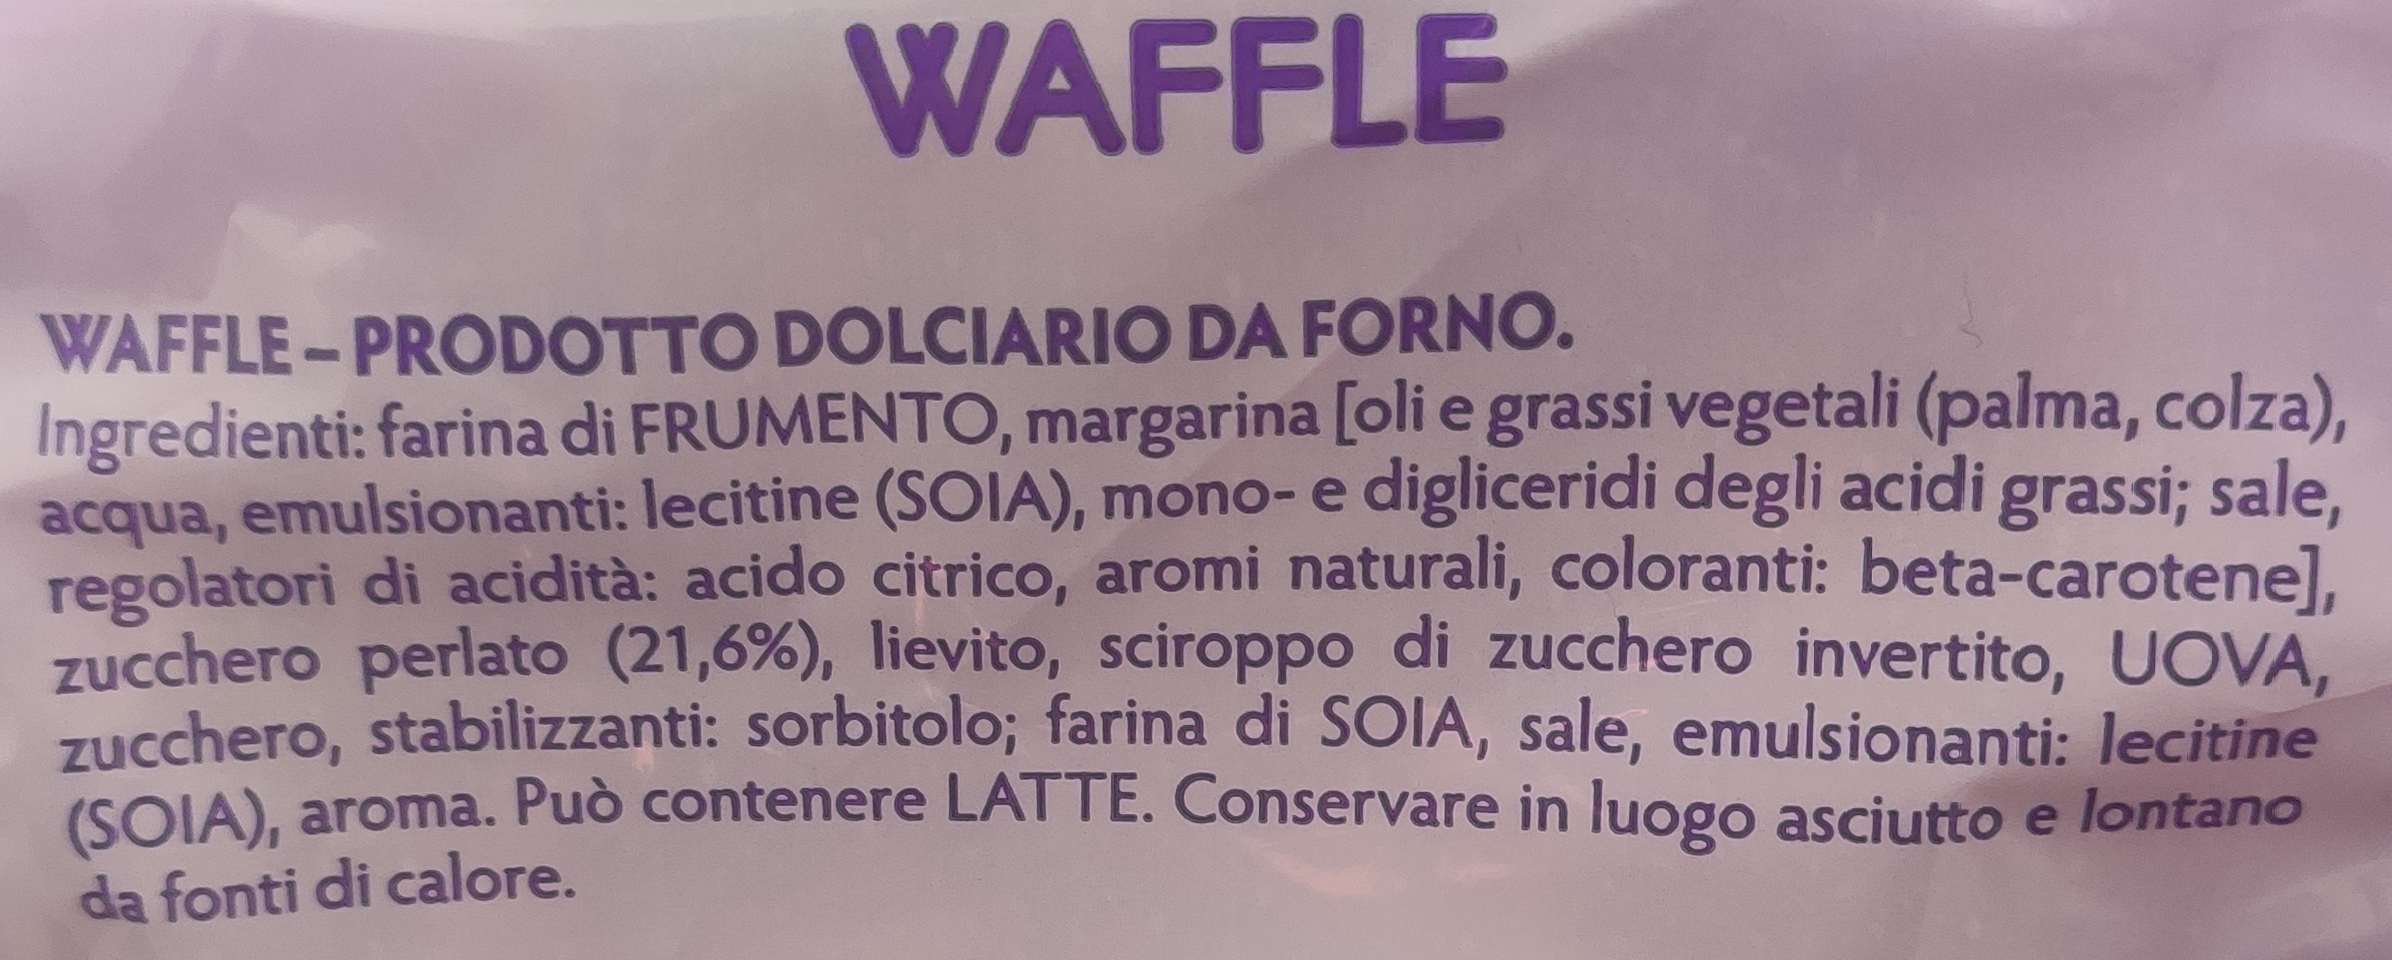 WAFFLE
WAFFLE – PRODOTTO DOLCIARIO DA FORNO.
Ingredienti: farina di FRUMENTO, margarina [oli e grassi vegetali (palma, colza),
acqua, emulsionanti: lecitine (SOIA), mono- e digliceridi degli acidi grassi; sale,
regolatori di acidità: acido citrico, aromi naturali, coloranti: beta-carotene],
zucchero perlato (21,6%), lievito, sciroppo di zucchero invertito, UOVA,
zucchero, stabilizzanti: sorbitolo; farina di SOIA, sale, emulsionanti: lecitine
(SOIA), aroma. Può contenere LATTE. Conservare in luogo asciutto e lontano
da fonti di calore.